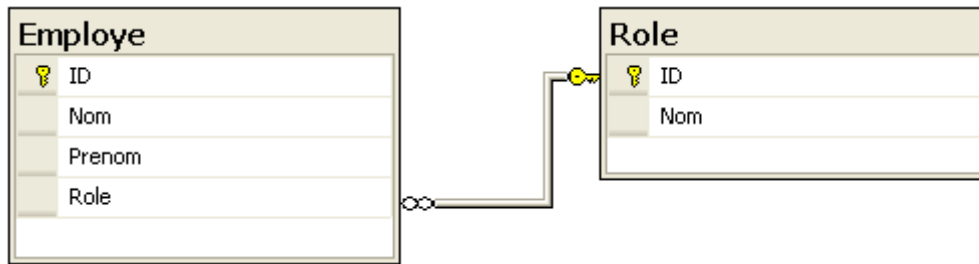 Employe
ID
Nom
Prenom
Role
Role
ID
Nom